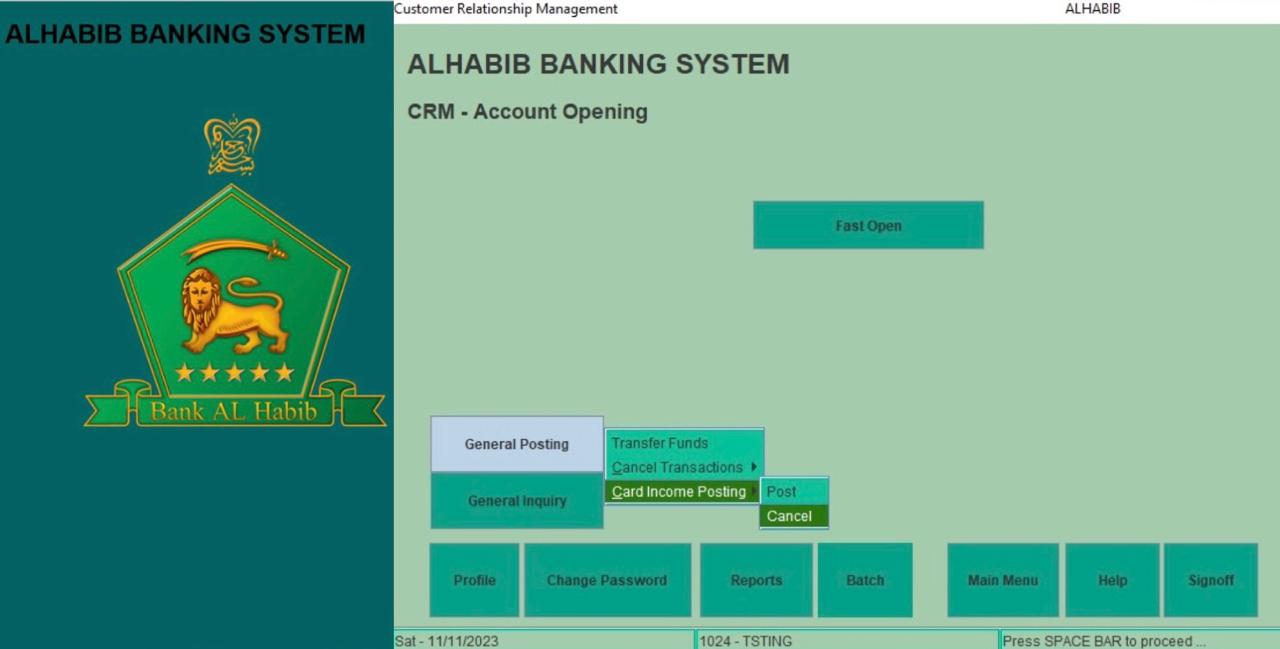 Customer Relationship Management
ALHABIB
ALHABIB BANKING SYSTEM
Bank AL Habib
ALHABIB BANKING SYSTEM
CRM - Account Opening
Fast Open
General Posting
Transfer Funds
Cancel Transactions
Card Income Posting
Post
Cancel
General Inquiry
Profile
Change Password
Reports
Batch
Main Menu
Help
Signoff
Sat - 11/11/2023
1024 - TSTING
Press SPACE BAR to proceed ...